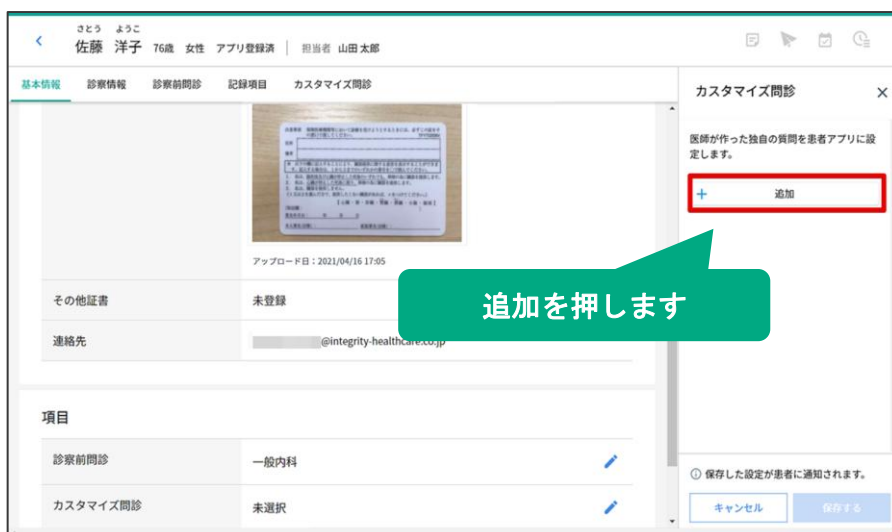 さとう ようこ
佐藤 洋子 76歳 女性 アプリ登録済 担当者 山田 太郎
基本情報 診察情報 診察前問診 記録項目 カスタマイズ問診
アップロード日：2021/04/16 17:05
その他証書 未登録
連絡先 @integrity-healthcare.co.jp
項目
診察前問診 一般内科
カスタマイズ問診 未選択
カスタマイズ問診
医師が作った独自の質問を患者アプリに設
定します。
+ 追加
追加を押します
保存した設定が患者に通知されます。
キャンセル 保存する